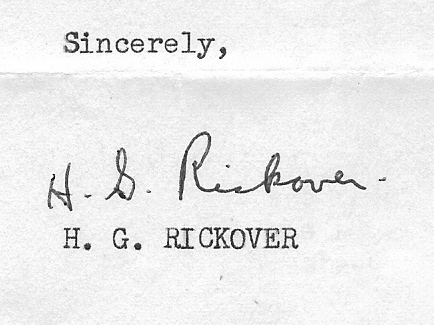 Sincerely,
H. G. Rickover.
H. G. RICKOVER